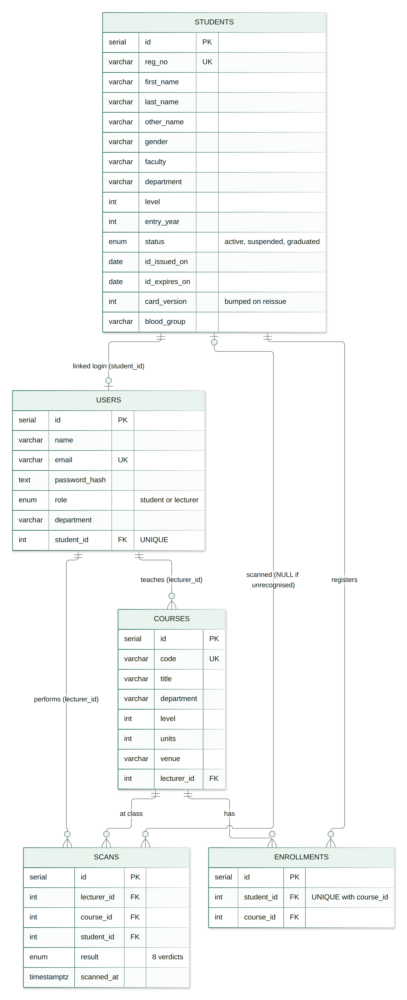 STUDENTS
serial id PK
varchar reg_no UK
varchar first_name
varchar last_name
varchar other_name
varchar gender
varchar faculty
varchar department
int level
int entry_year
enum status active, suspended, graduated
date id_issued_on
date id_expires_on
int card_version bumped on reissue
varchar blood_group
linked login (student_id)
USERS
serial id PK
varchar name
varchar email UK
text password_hash
enum role student or lecturer
varchar department
int student_id FK UNIQUE
teaches (lecturer_id)
scanned (NULL if
unrecognised)
registers
COURSES
serial id PK
varchar code UK
varchar title
varchar department
int level
int units
varchar venue
int lecturer_id FK
performs (lecturer_id)
at class
has
SCANS
serial id PK
int lecturer_id FK
int course_id FK
int student_id FK
enum result 8 verdicts
timestamptz scanned_at
ENROLLMENTS
serial id PK
int student_id FK UNIQUE with course_id
int course_id FK